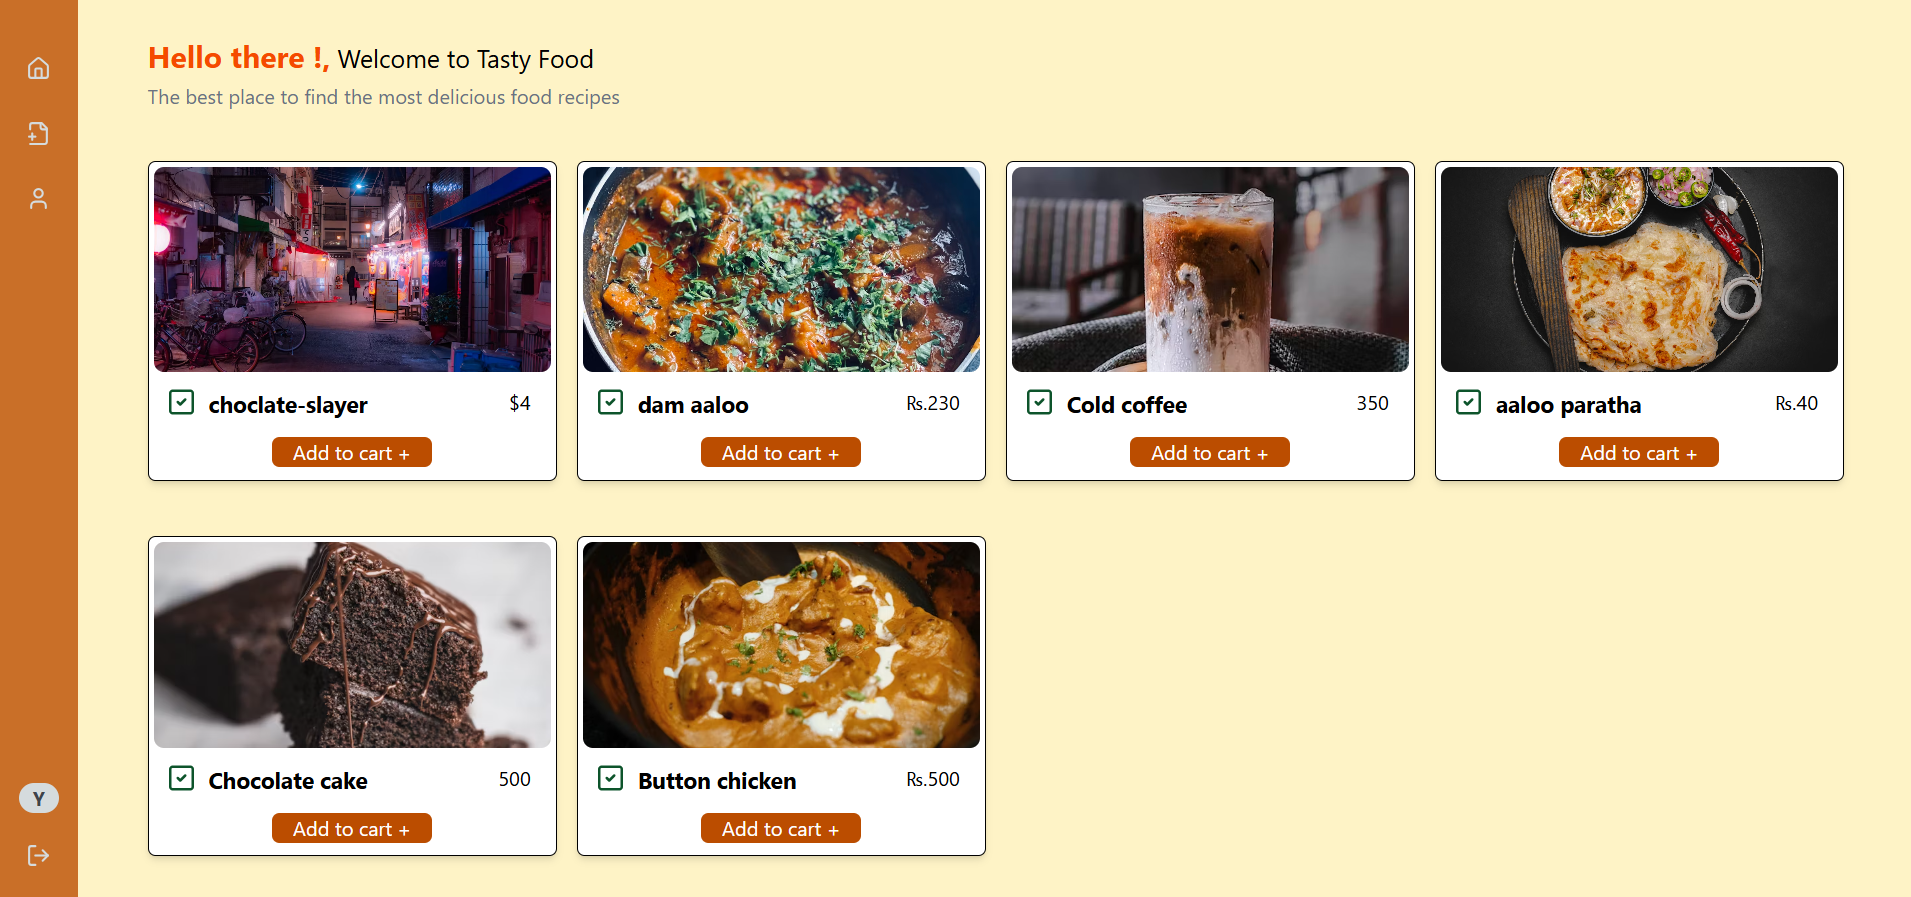 Hello there !, Welcome to Tasty Food
The best place to find the most delicious food recipes
choclate-slayer $4
Add to cart +
dam aaloo Rs.230
Add to cart +
Cold coffee 350
Add to cart +
aaloo paratha Rs.40
Add to cart +
Chocolate cake 500
Add to cart +
Button chicken Rs.500
Add to cart +
Y